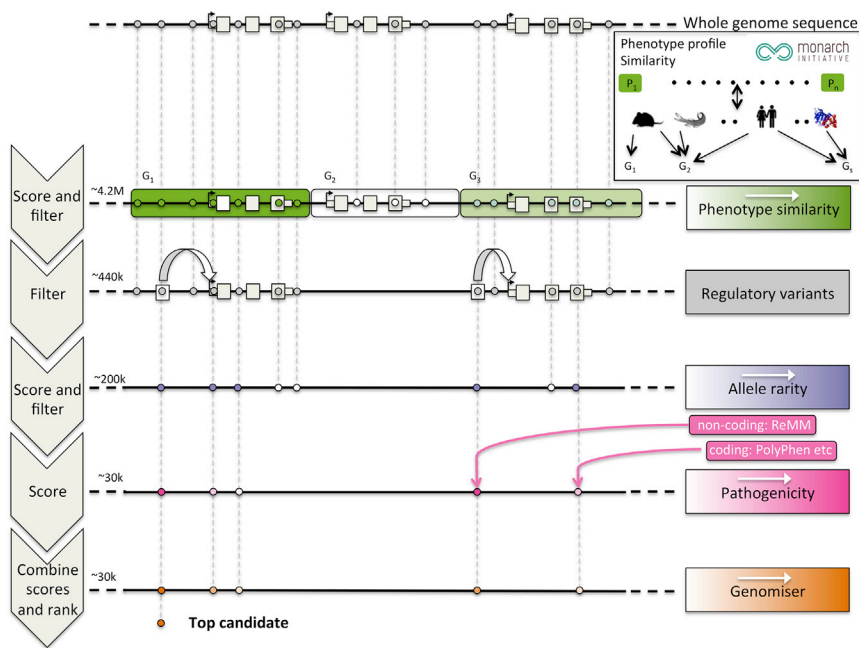 Whole genome sequence
Phenotype profile
Similarity
monarch
INITIATIVE
P1
Pn
G1
G2
Gs
Score and
filter
~4.2M
G1
G2
G3
Phenotype similarity
Filter
~440k
Regulatory variants
Score and
filter
~200k
Allele rarity
non-coding: ReMM
coding: PolyPhen etc
Score
~30k
Pathogenicity
Combine
scores
and rank
~30k
Genomiser
Top candidate